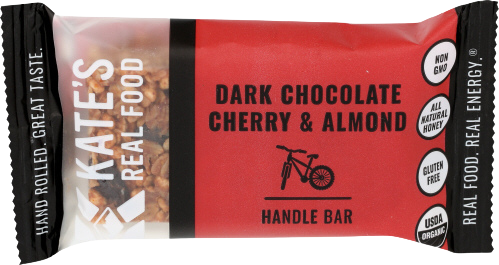 HAND ROLLED. GREAT TASTE.
KATE'S
REAL FOOD
DARK CHOCOLATE
CHERRY & ALMOND
HANDLE BAR
NON
GMO
ALL
NATURAL
HONEY
GLUTEN
FREE
USDA
ORGANIC
REAL FOOD. REAL ENERGY.®